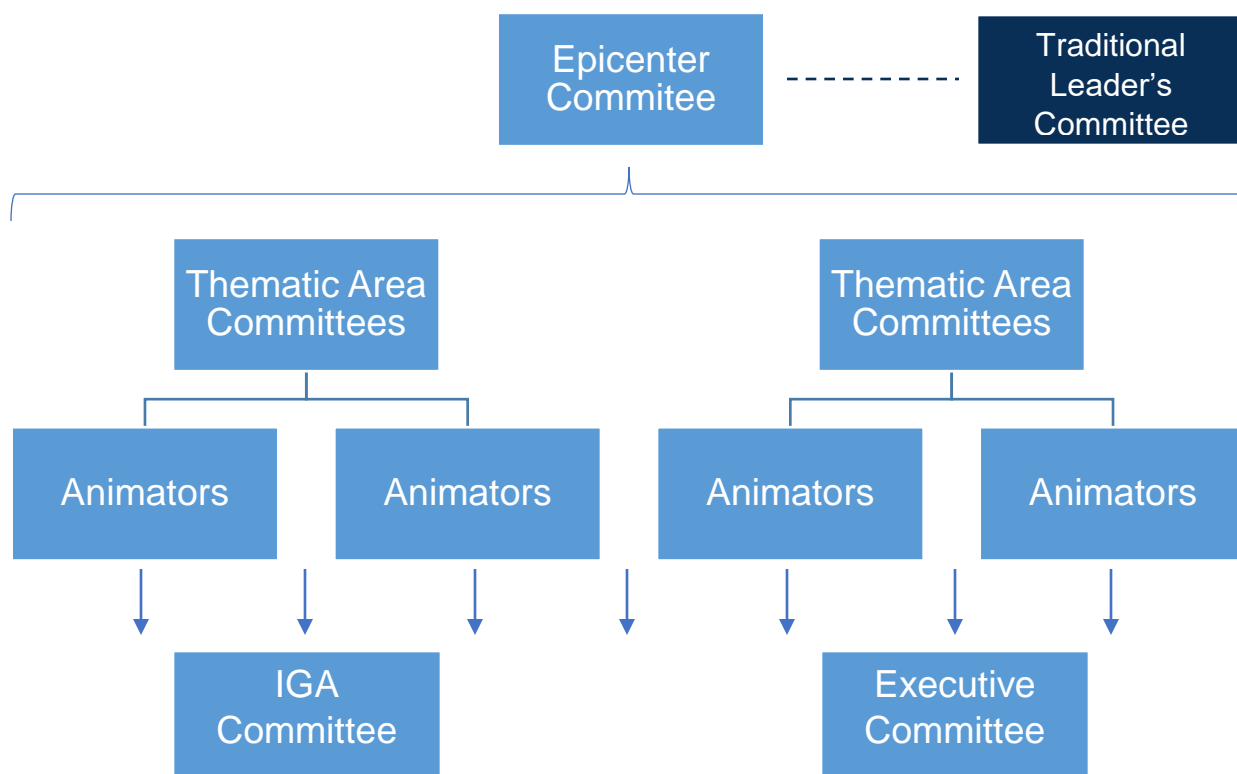 Epicenter
Commitee
Traditional
Leader’s
Committee
Thematic Area
Committees
Thematic Area
Committees
Animators
Animators
Animators
Animators
IGA
Committee
Executive
Committee